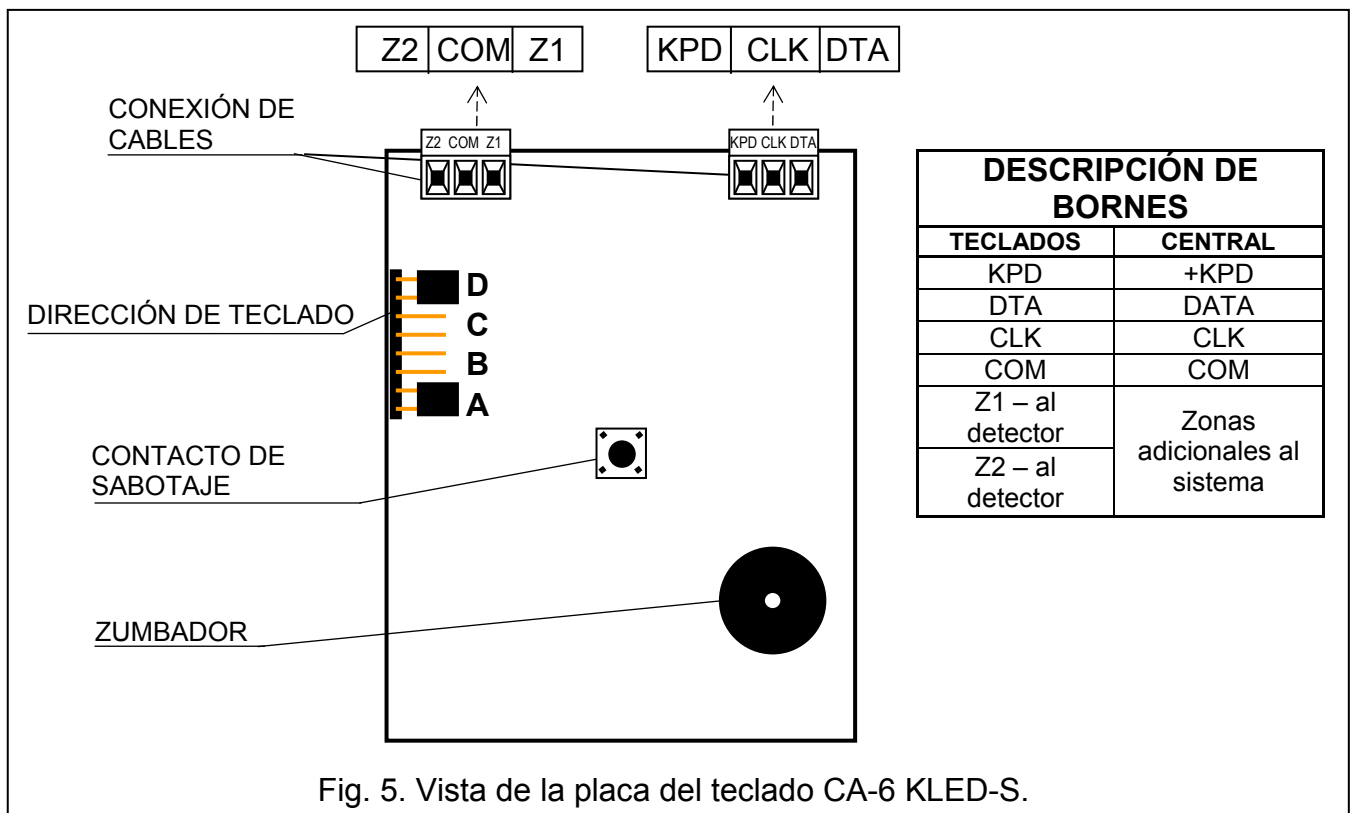 Z2 COM Z1
KPD CLK DTA
CONEXIÓN DE
CABLES
Z2 COM Z1
KPD CLK DTA
DIRECCIÓN DE TECLADO
D
C
B
A
CONTACTO DE
SABOTAJE
ZUMBADOR
DESCRIPCIÓN DE
BORNES
TECLADOS CENTRAL
KPD +KPD
DTA DATA
CLK CLK
COM COM
Z1 – al
detector
Z2 – al
detector
Zonas
adicionales al
sistema
Fig. 5. Vista de la placa del teclado CA-6 KLED-S.